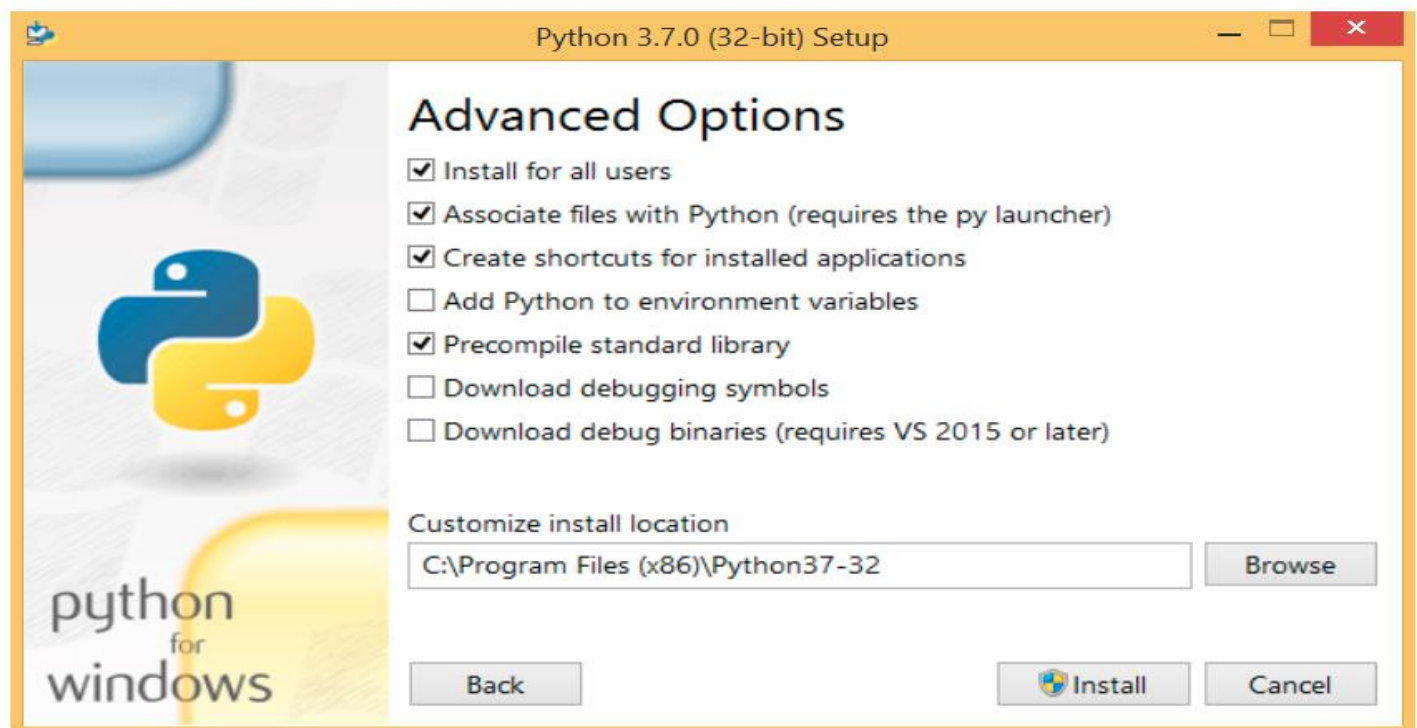 Python 3.7.0 (32-bit) Setup
Advanced Options
Install for all users
Associate files with Python (requires the py launcher)
Create shortcuts for installed applications
Add Python to environment variables
Precompile standard library
Download debugging symbols
Download debug binaries (requires VS 2015 or later)
Customize install location
C:\Program Files (x86)\Python37-32
Browse
python
for
windows
Back
Install
Cancel